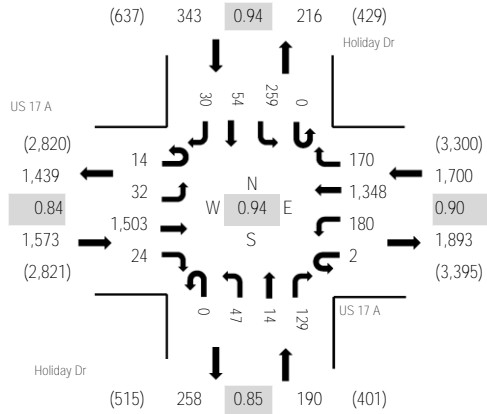 (637) 343 0.94 216 (429)
Holiday Dr
US 17 A
30 54 259 0
(2,820) (3,300)
14 170
1,439 1,700
32 N 1,348
0.84 W 0.94 E 0.90
1,503 180
1,573 S 1,893
24 2
(2,821) (3,395)
0 47 14 129
US 17 A
Holiday Dr
(515) 258 0.85 190 (401)